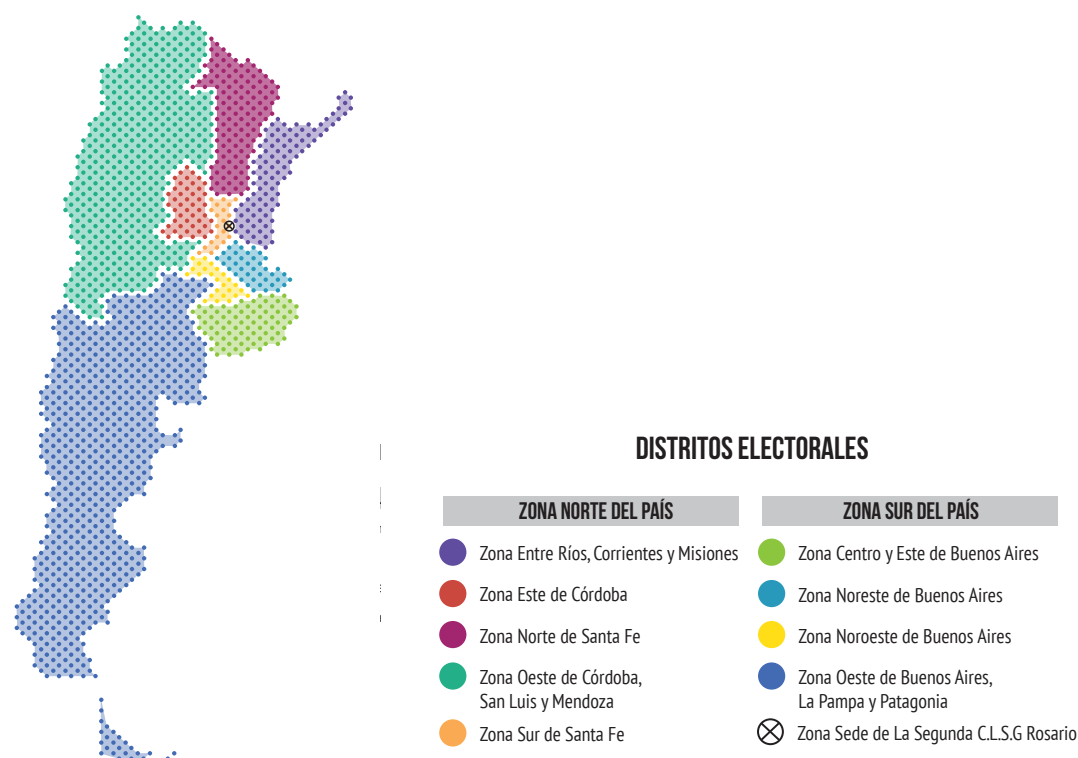 DISTRITOS ELECTORALES
ZONA NORTE DEL PAÍS
Zona Entre Ríos, Corrientes y Misiones
Zona Este de Córdoba
Zona Norte de Santa Fe
Zona Oeste de Córdoba,
San Luis y Mendoza
Zona Sur de Santa Fe
ZONA SUR DEL PAÍS
Zona Centro y Este de Buenos Aires
Zona Noreste de Buenos Aires
Zona Noroeste de Buenos Aires
Zona Oeste de Buenos Aires,
La Pampa y Patagonia
Zona Sede de La Segunda C.L.S.G Rosario